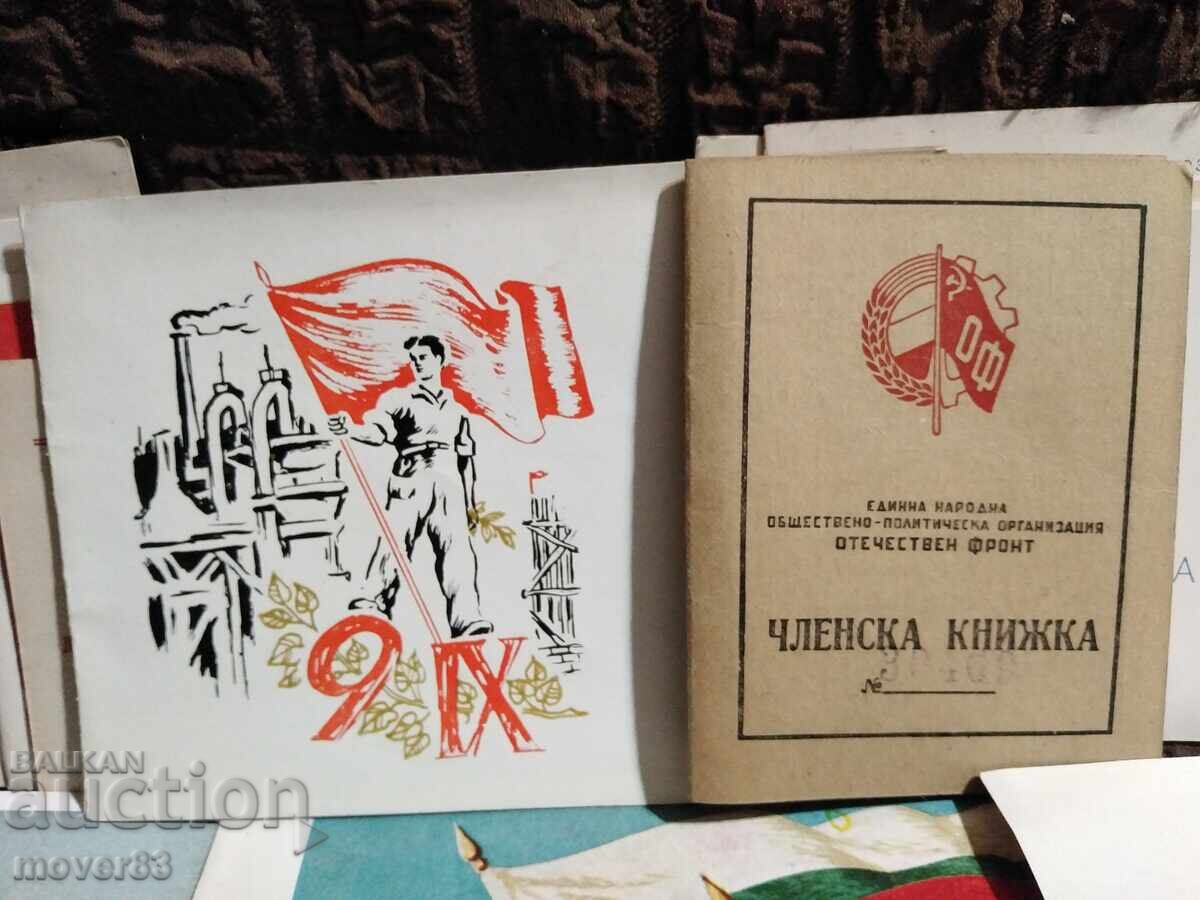 9 IX
ОФ
ЕДИННА НАРОДНА
ОБЩЕСТВЕНО-ПОЛИТИЧЕСКА ОРГАНИЗАЦИЯ
ОТЕЧЕСТВЕН ФРОНТ
ЧЛЕНСКА КНИЖКА
№
А
BALKAN
auction
mover83